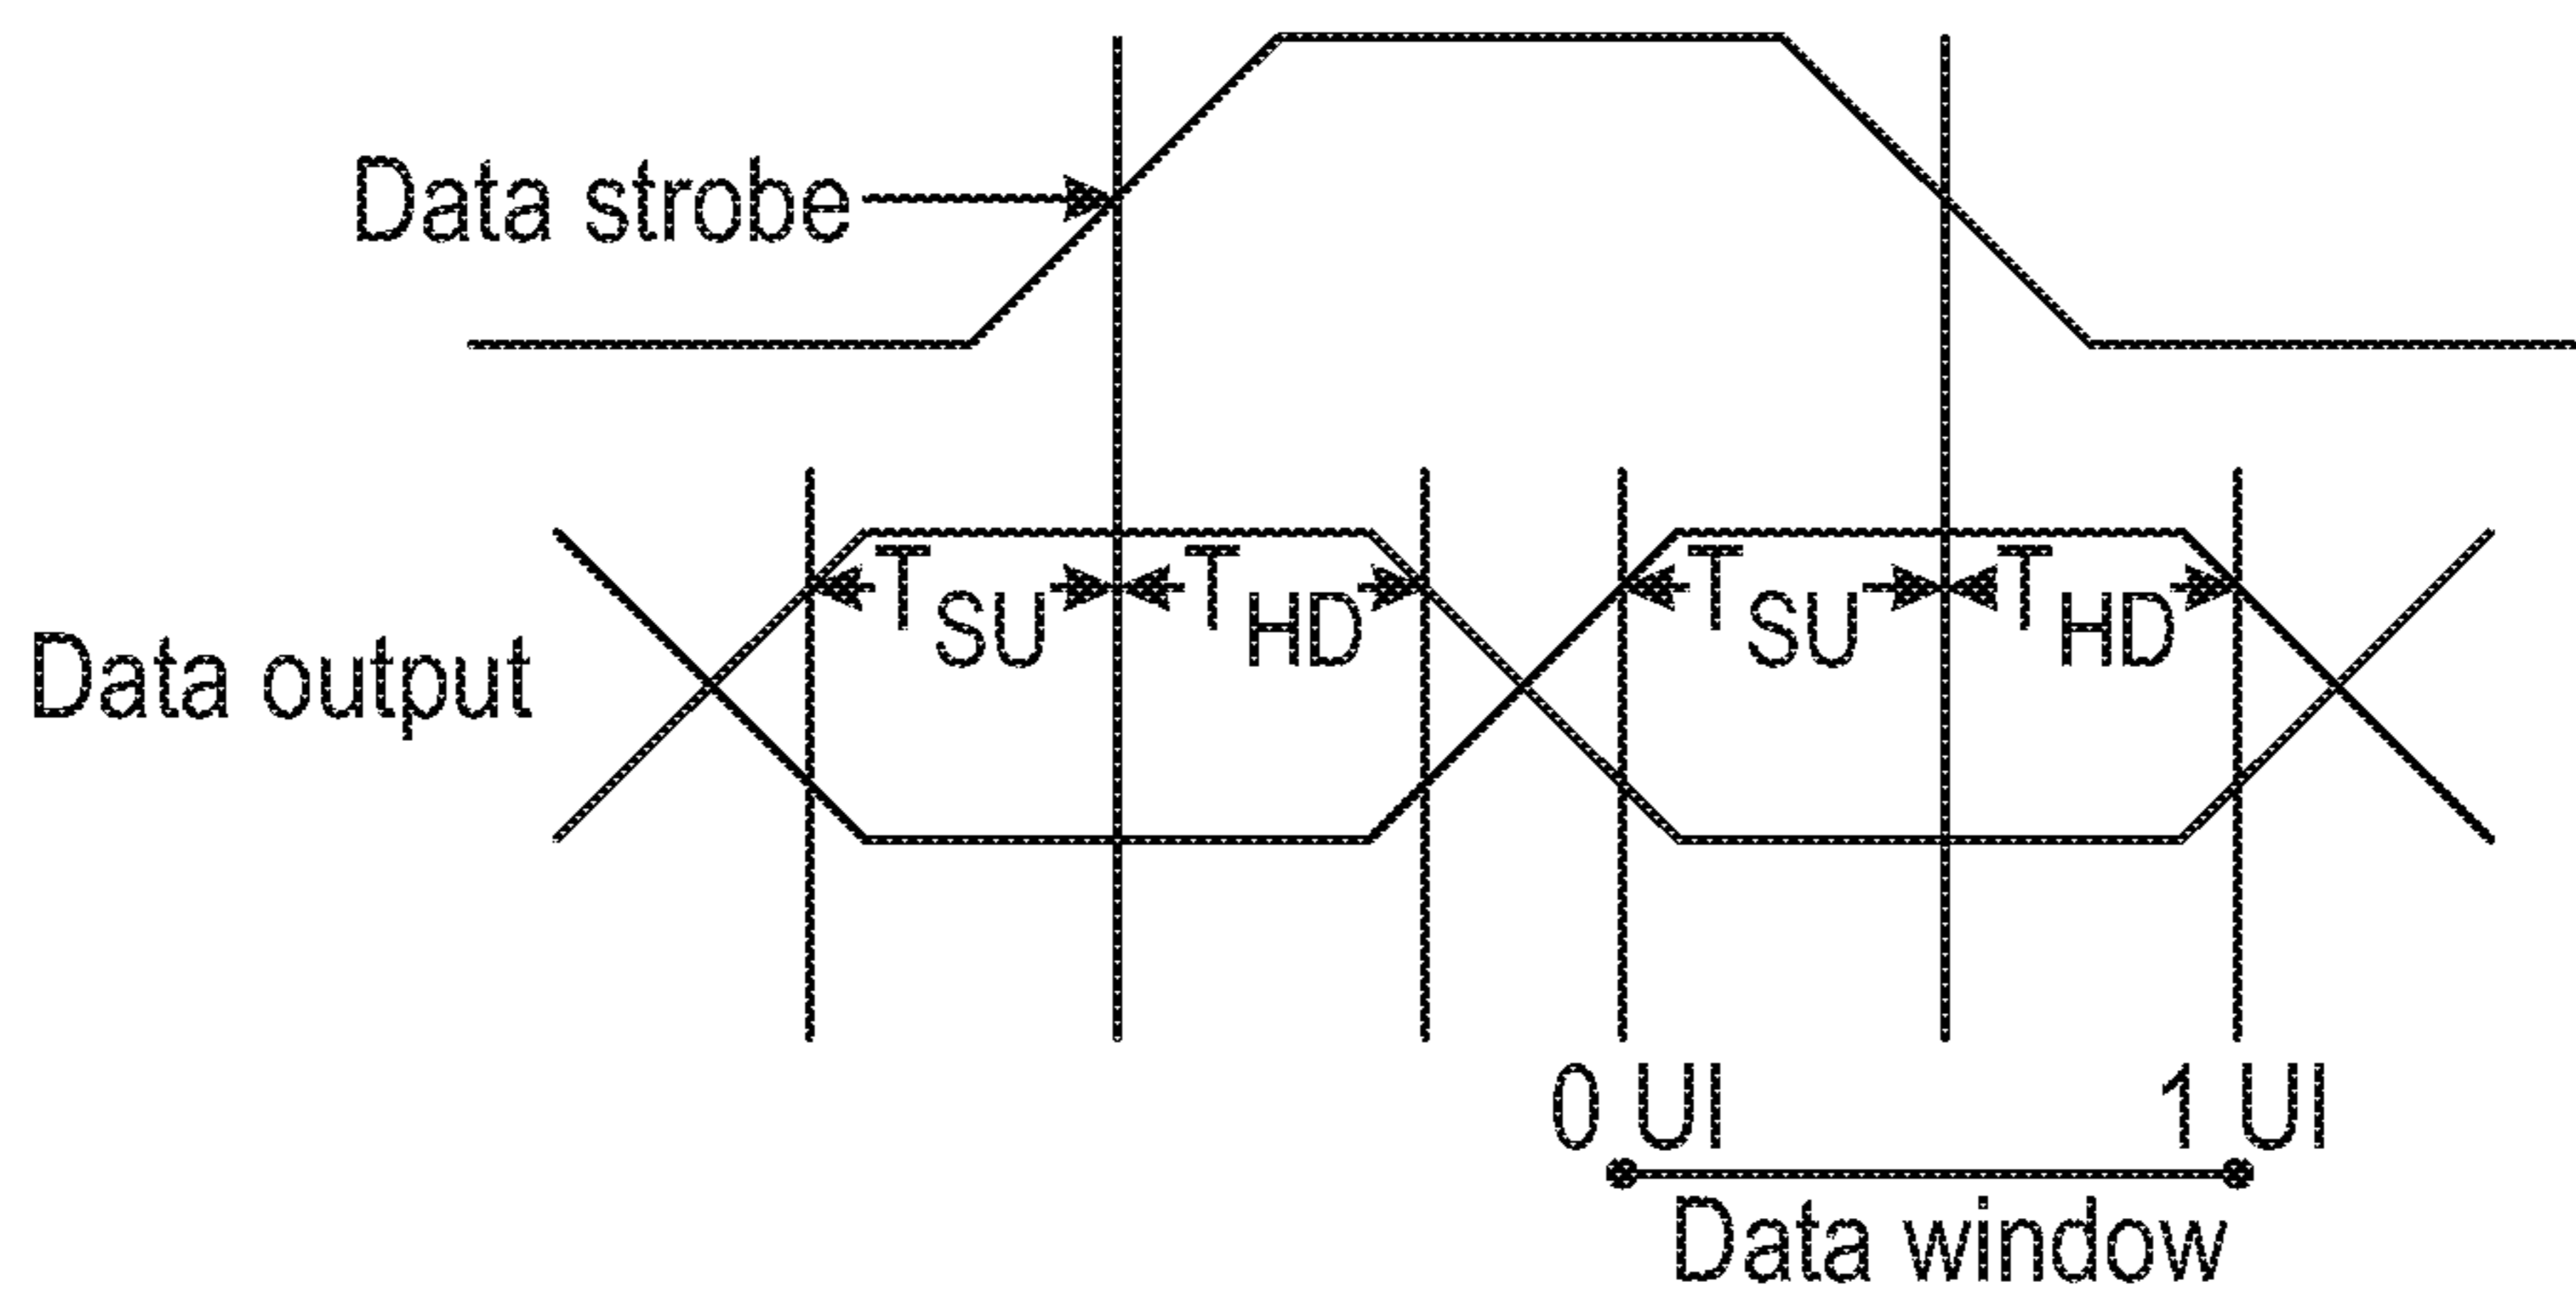 Data strobe
Data output
TSU THD TSU THD
0 UI 1 UI
Data window